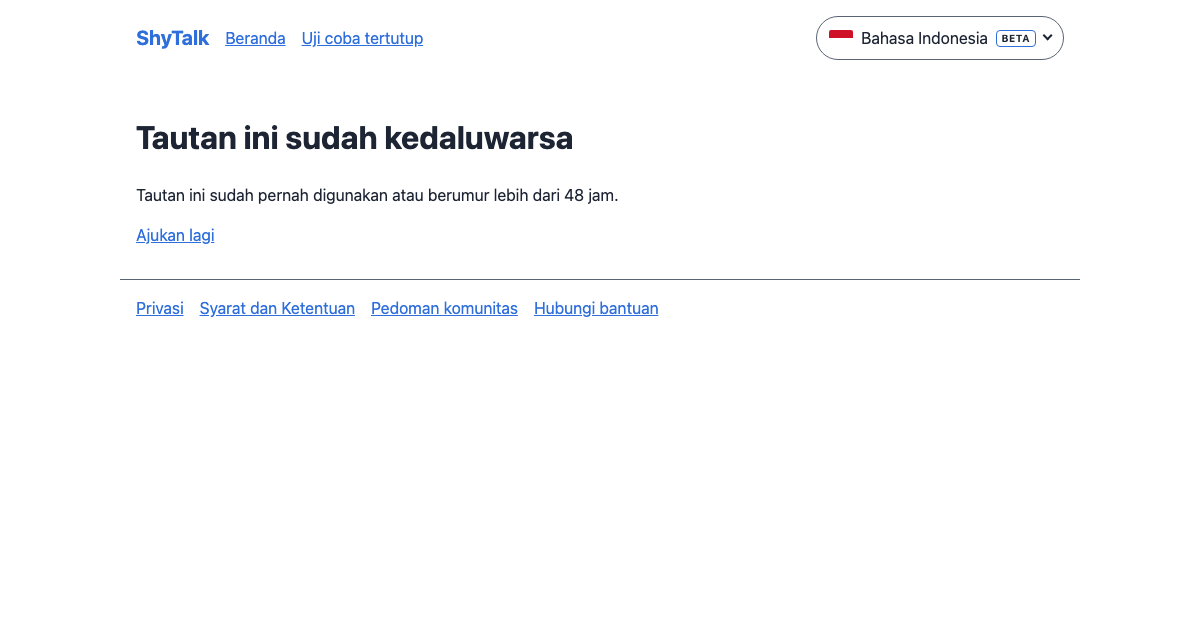 ShyTalk Beranda Uji coba tertutup Bahasa Indonesia BETA
Tautan ini sudah kedaluwarsa
Tautan ini sudah pernah digunakan atau berumur lebih dari 48 jam.
Ajukan lagi
Privasi Syarat dan Ketentuan Pedoman komunitas Hubungi bantuan